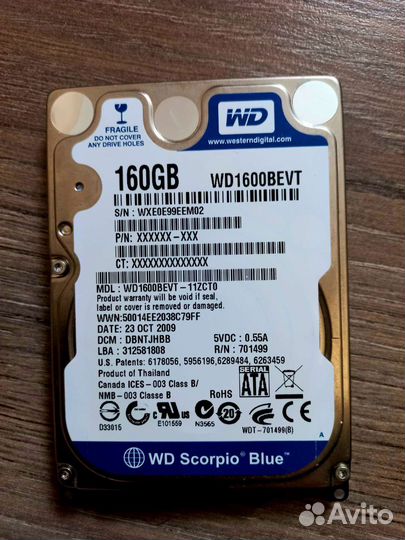 FRAGILE
DO NOT COVER
ANY DRIVE HOLES
WD
www.westerndigital.com
160GB WD1600BEVT
S/N: WXE0E99EEM02
P/N: XXXXXX-XXX
CT: XXXXXXXXXXXXXX
MDL: WD1600BEVT-11ZCT0
Product warranty will be void if seal,
label or cover is removed or
damaged.
WWN:50014EE2038C79FF
DATE: 23 OCT 2009
DCM: DBNTJHBB 5VDC: 0.55A
LBA: 312581808 R/N: 701499
U.S. Patents: 6178056, 5956196,6289484, 6263459
Product of Thailand
Canada ICES-003 Class B/
NMB-003 Classe B
SERIAL
ATA
D33015
E101559
N3565
RoHS
20
WDT-701499(B)
A
WD Scorpio® Blue™
Avito